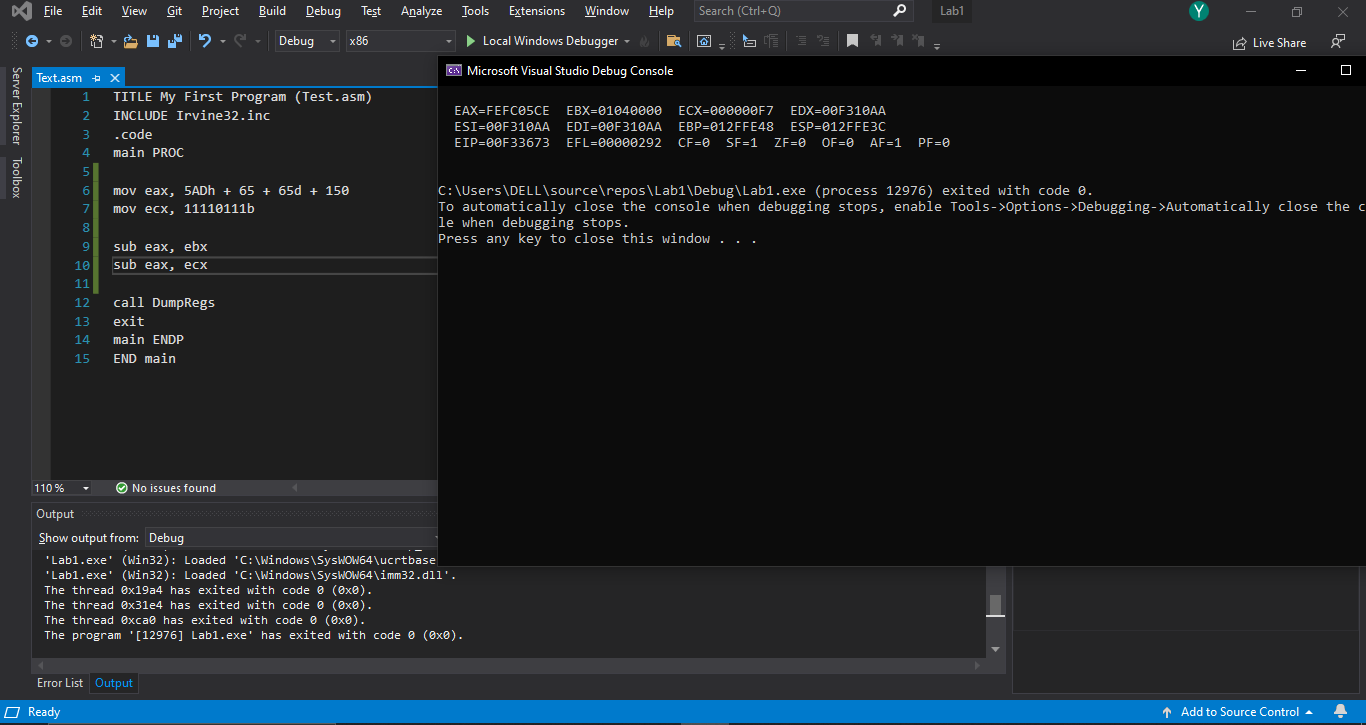 File Edit View Git Project Build Debug Test Analyze Tools Extensions Window Help Search (Ctrl+Q) Lab1 Y
Debug x86 Local Windows Debugger Live Share
Server Explorer
Toolbox
Text.asm
1 TITLE My First Program (Test.asm)
2 INCLUDE Irvine32.inc
3 .code
4 main PROC
5
6 mov eax, 5ADh + 65 + 65d + 150
7 mov ecx, 11110111b
8
9 sub eax, ebx
10 sub eax, ecx
11
12 call DumpRegs
13 exit
14 main ENDP
15 END main
110 % No issues found
Microsoft Visual Studio Debug Console
EAX=FEFC05CE EBX=01040000 ECX=000000F7 EDX=00F310AA
ESI=00F310AA EDI=00F310AA EBP=012FFE48 ESP=012FFE3C
EIP=00F33673 EFL=00000292 CF=0 SF=1 ZF=0 OF=0 AF=1 PF=0
C:\Users\DELL\source\repos\Lab1\Debug\Lab1.exe (process 12976) exited with code 0.
To automatically close the console when debugging stops, enable Tools->Options->Debugging->Automatically close the c
le when debugging stops.
Press any key to close this window . . .
Output
Show output from: Debug
'Lab1.exe' (Win32): Loaded 'C:\Windows\SysWOW64\ucrtbase
'Lab1.exe' (Win32): Loaded 'C:\Windows\SysWOW64\imm32.dll'.
The thread 0x19a4 has exited with code 0 (0x0).
The thread 0x31e4 has exited with code 0 (0x0).
The thread 0xca0 has exited with code 0 (0x0).
The program '[12976] Lab1.exe' has exited with code 0 (0x0).
Error List Output
Ready Add to Source Control